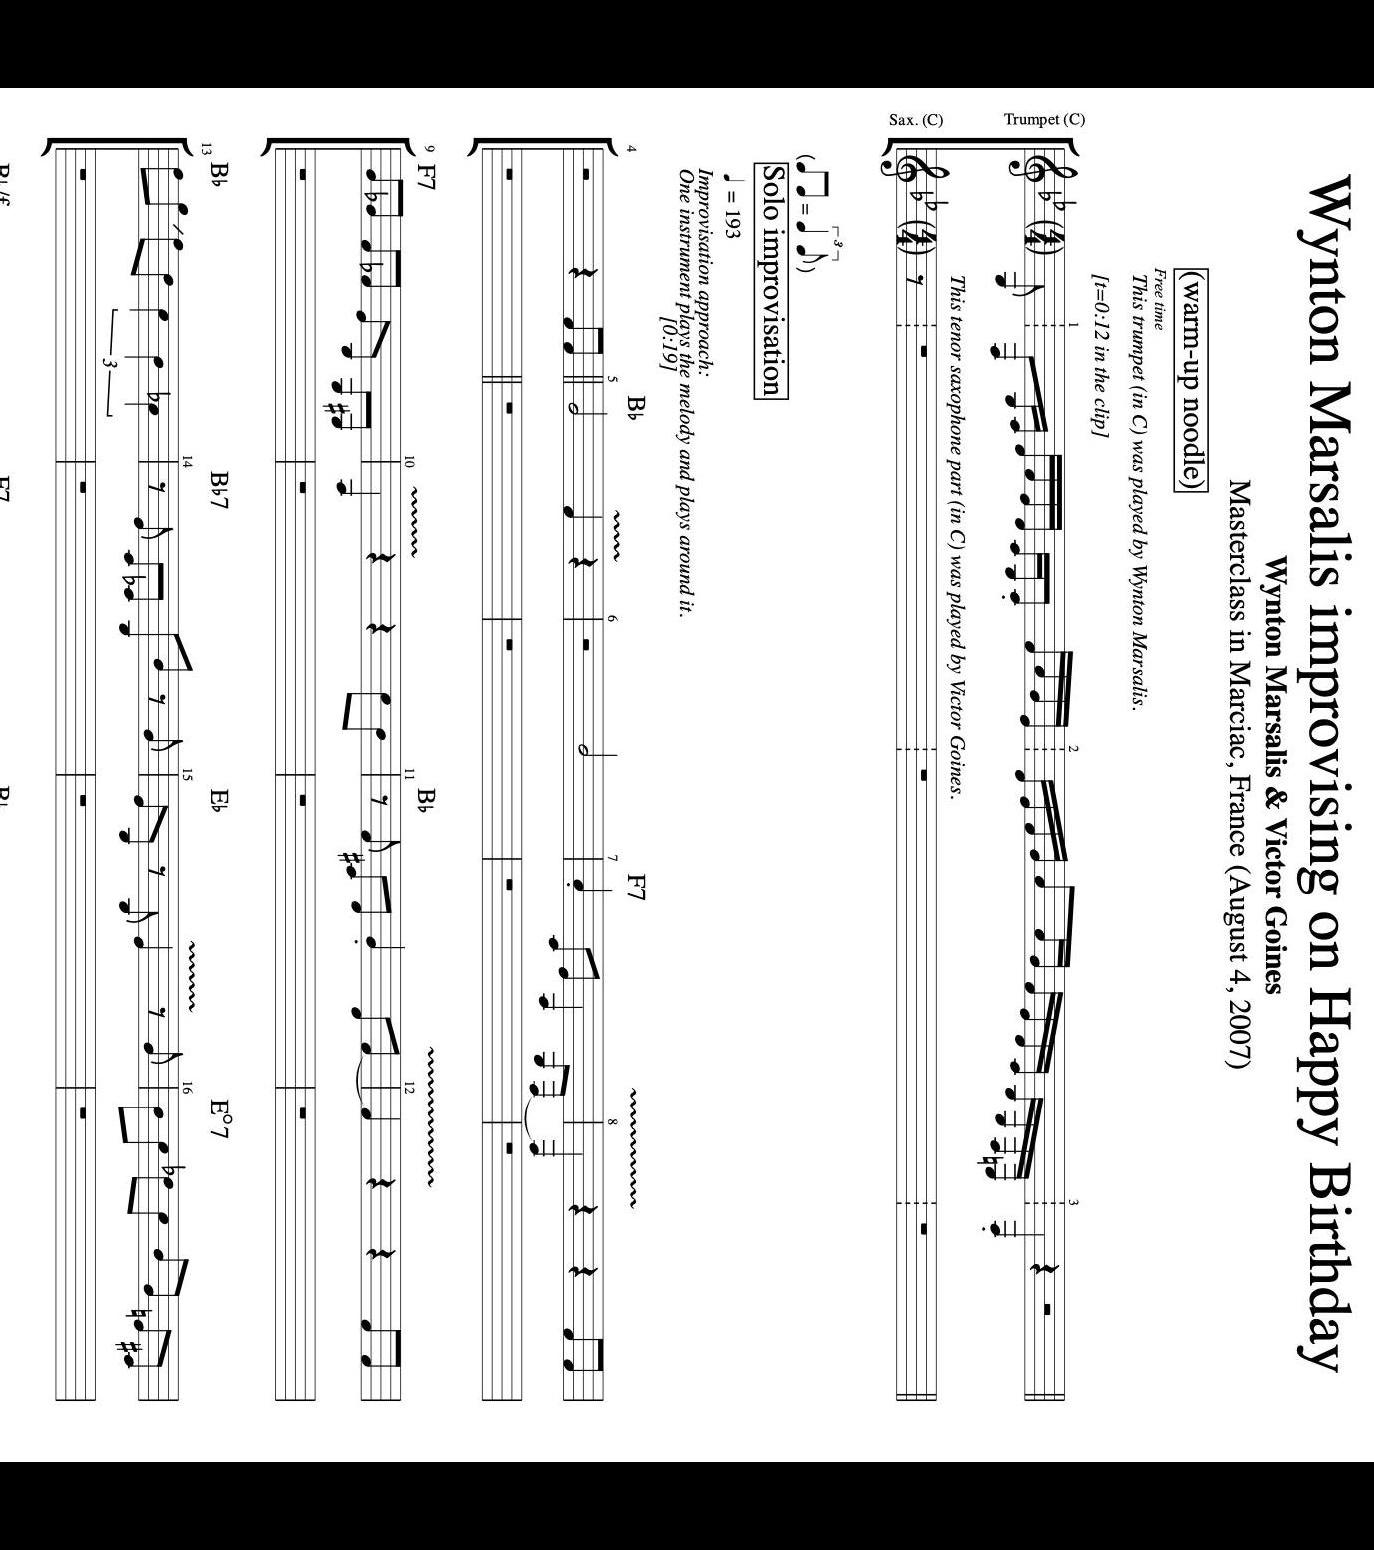 Wynton Marsalis improvising on Happy Birthday
Wynton Marsalis & Victor Goines
Masterclass in Marciac, France (August 4, 2007)
(warm-up noodle)
Free time
This trumpet (in C) was played by Wynton Marsalis.
[t=0:12 in the clip]
1 2 3
Trumpet (C)
This tenor saxophone part (in C) was played by Victor Goines.
Sax. (C)
3
Solo improvisation
♩ = 193
Improvisation approach:
One instrument plays the melody and plays around it.
[0:19]
B♭ F7
4 5 6 7 8
F7 B♭
9 10 11 12
B♭ B♭7 E♭ E°7
13 14 15 16
3
B♭/f F7 B♭